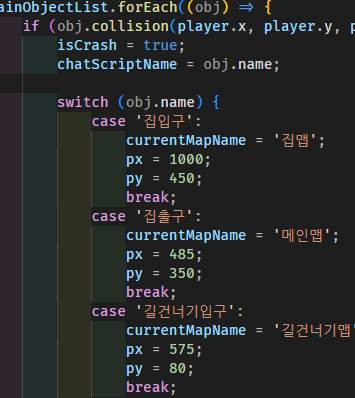 ainObjectList.forEach((obj) => {
if (obj.collision(player.x, player.y, p
isCrash = true;
chatScriptName = obj.name;
switch (obj.name) {
case '집입구':
currentMapName = '집맵';
px = 1000;
py = 450;
break;
case '집출구':
currentMapName = '메인맵';
px = 485;
py = 350;
break;
case '길건너기입구':
currentMapName = '길건너기맵'
px = 575;
py = 80;
break;